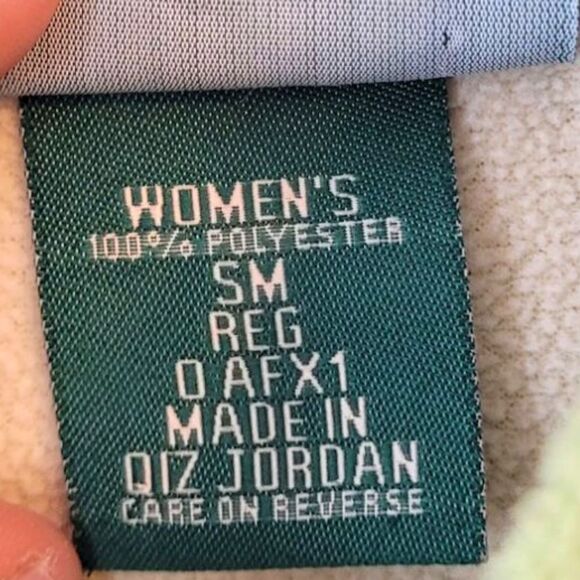 WOMEN'S
100% POLYESTER
SM
REG
0 AFX1
MADE IN
QIZ JORDAN
CARE ON REVERSE